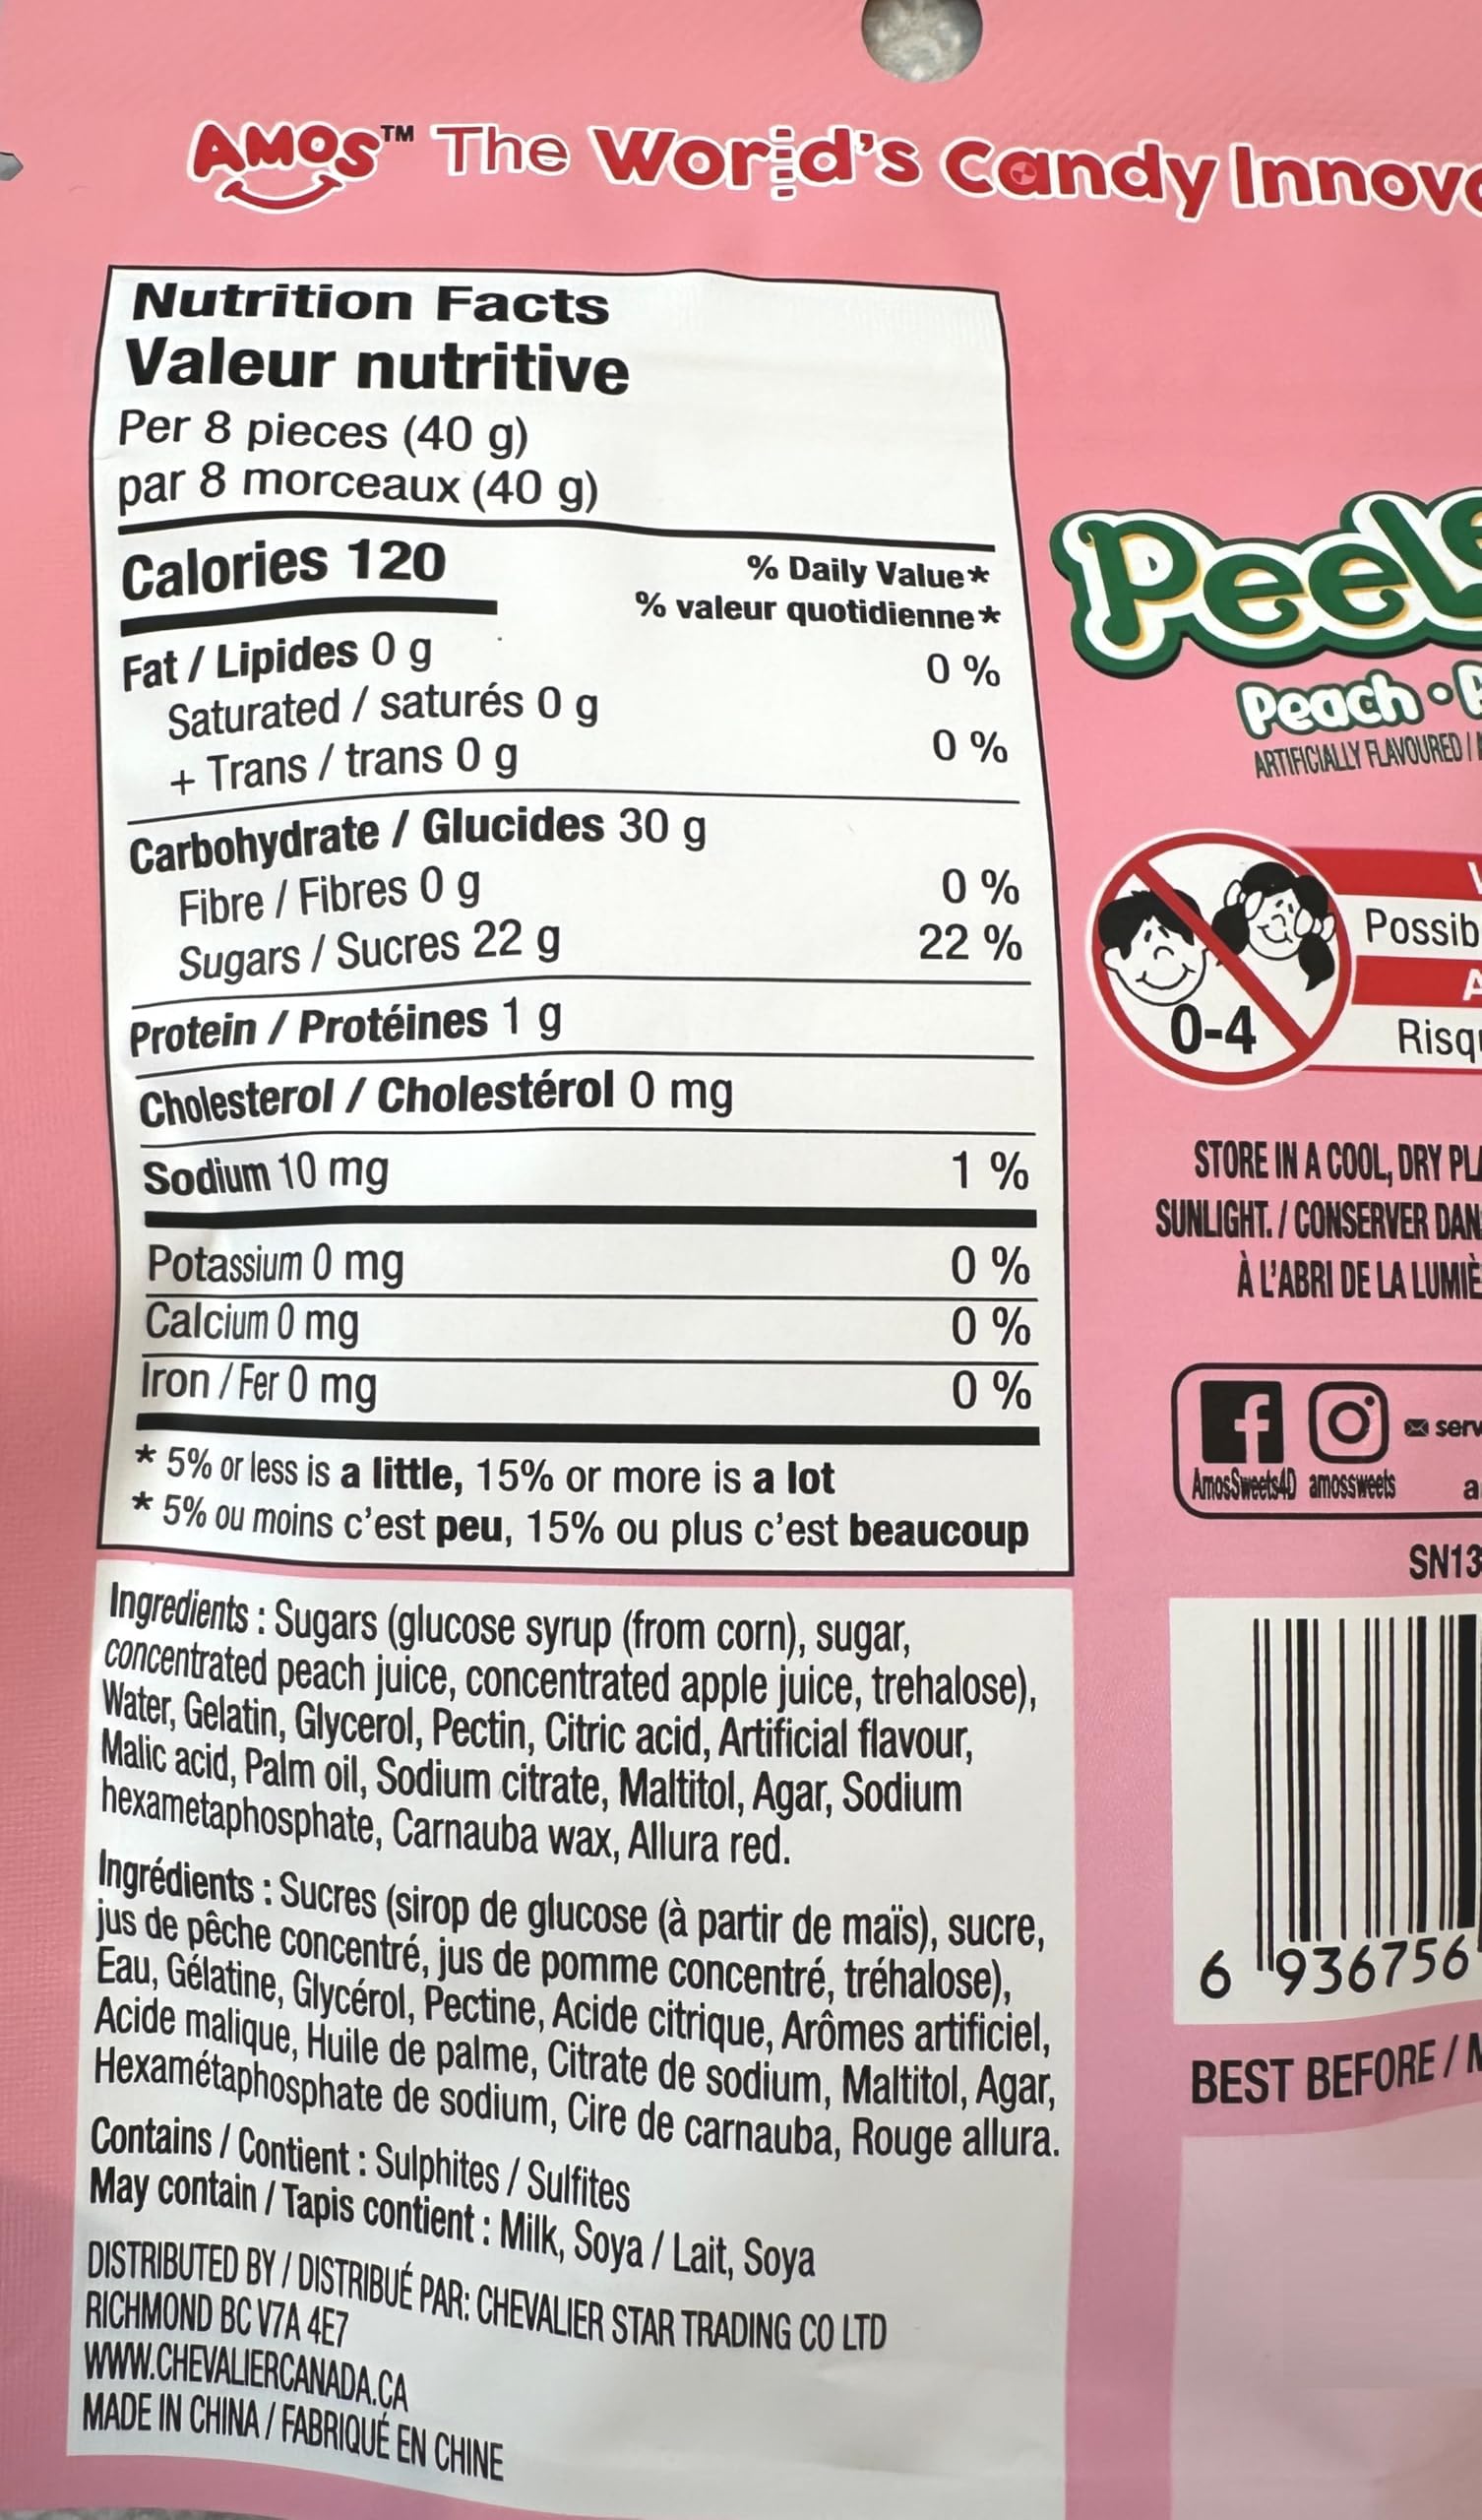 AMOS™ The World's Candy
Nutrition Facts
Valeur nutritive
Per 8 pieces (40 g)
par 8 morceaux (40 g)
Calories 120
% Daily Value*
% valeur quotidienne*
Fat / Lipides 0 g 0 %
Saturated / saturés 0 g
+ Trans / trans 0 g 0 %
Carbohydrate / Glucides 30 g
Fibre / Fibres 0 g 0 %
Sugars / Sucres 22 g 22 %
Protein / Protéines 1 g
Cholesterol / Cholestérol 0 mg
Sodium 10 mg 1 %
Potassium 0 mg 0 %
Calcium 0 mg 0 %
Iron / Fer 0 mg 0 %
* 5% or less is a little, 15% or more is a lot
* 5% ou moins c'est peu, 15% ou plus c'est beaucoup
Ingredients : Sugars (glucose syrup (from corn), sugar,
concentrated peach juice, concentrated apple juice, trehalose),
Water, Gelatin, Glycerol, Pectin, Citric acid, Artificial flavour,
Malic acid, Palm oil, Sodium citrate, Maltitol, Agar, Sodium
hexametaphosphate, Carnauba wax, Allura red.
Ingrédients : Sucres (sirop de glucose (à partir de maïs), sucre,
jus de pêche concentré, jus de pomme concentré, tréhalose),
Eau, Gélatine, Glycérol, Pectine, Acide citrique, Arômes artificiel,
Acide malique, Huile de palme, Citrate de sodium, Maltitol, Agar,
Hexamétaphosphate de sodium, Cire de carnauba, Rouge allura.
Contains / Contient : Sulphites / Sulfites
May contain / Tapis contient : Milk, Soya / Lait, Soya
DISTRIBUTED BY / DISTRIBUÉ PAR: CHEVALIER STAR TRADING CO LTD
RICHMOND BC V7A 4E7
WWW.CHEVALIERCANADA.CA
MADE IN CHINA / FABRIQUÉ EN CHINE
Peach •
ARTIFICIALLY FLAVOURED /
0-4
STORE IN A COOL, DRY
SUNLIGHT. / CONSERVER
À L'ABRI DE LA
AmosSweets4D amossweets
SN13
6 936756
BEST BEFORE /